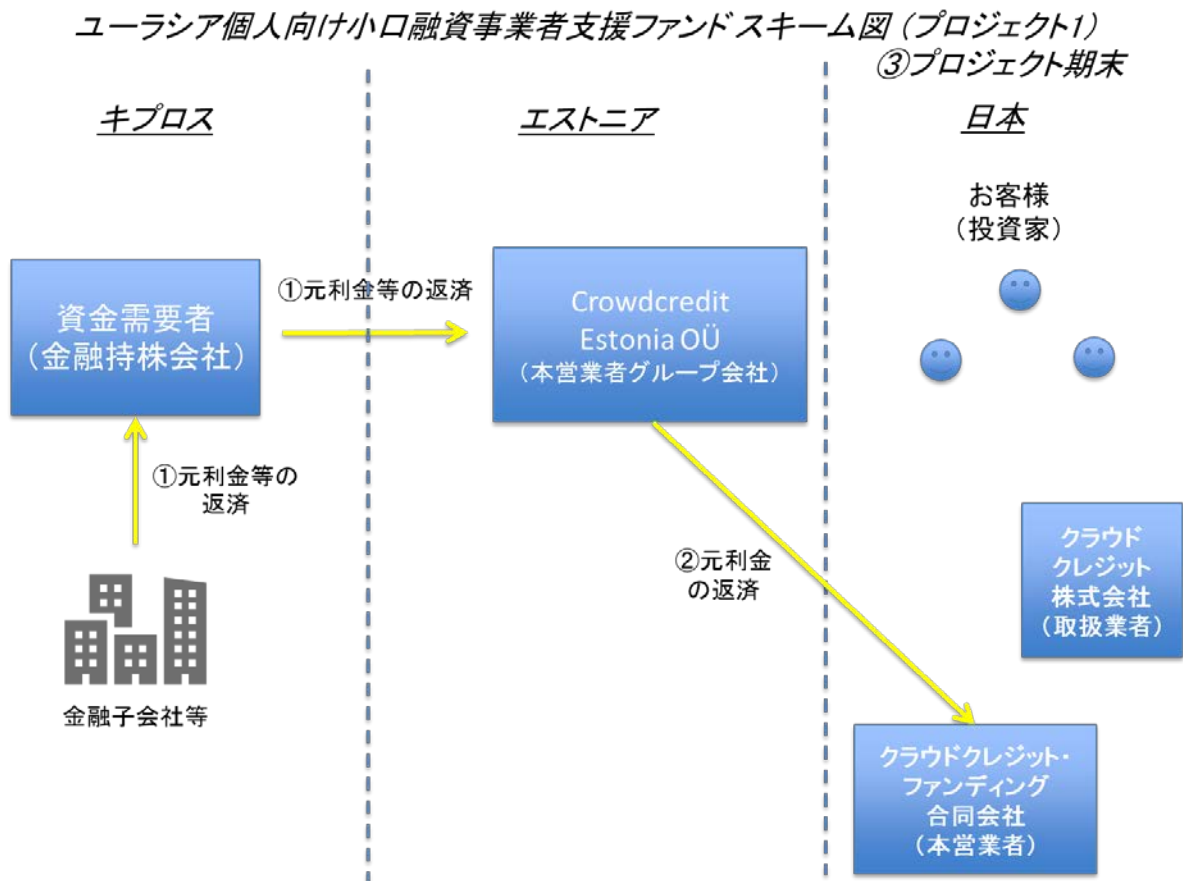 ユーラシア個人向け小口融資事業者支援ファンド スキーム図 (プロジェクト1)
③プロジェクト期末
キプロス
エストニア
日本
お客様
(投資家)
資金需要者
(金融持株会社)
①元利金等の返済
Crowdcredit
Estonia OÜ
(本営業者グループ会社)
①元利金等の
返済
金融子会社等
②元利金
の返済
クラウド
クレジット
株式会社
(取扱業者)
クラウドクレジット・
ファンディング
合同会社
(本営業者)